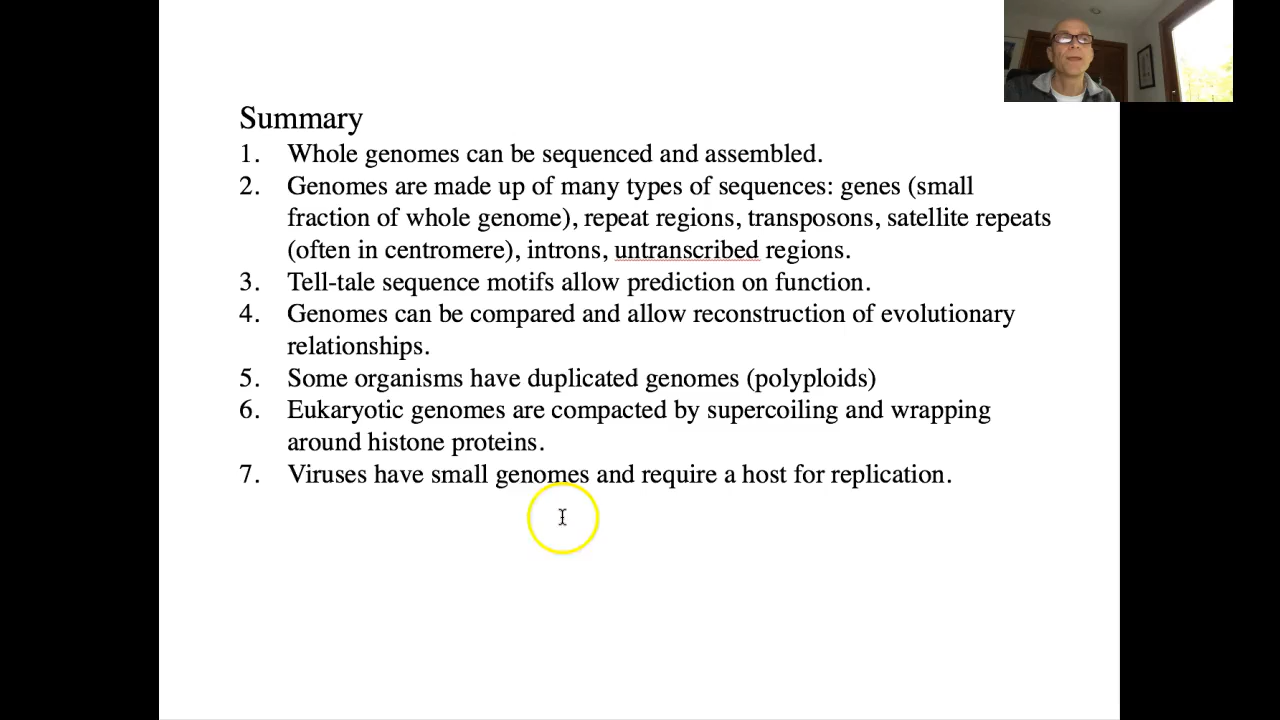 Summary
1. Whole genomes can be sequenced and assembled.
2. Genomes are made up of many types of sequences: genes (small
fraction of whole genome), repeat regions, transposons, satellite repeats
(often in centromere), introns, untranscribed regions.
3. Tell-tale sequence motifs allow prediction on function.
4. Genomes can be compared and allow reconstruction of evolutionary
relationships.
5. Some organisms have duplicated genomes (polyploids)
6. Eukaryotic genomes are compacted by supercoiling and wrapping
around histone proteins.
7. Viruses have small genomes and require a host for replication.